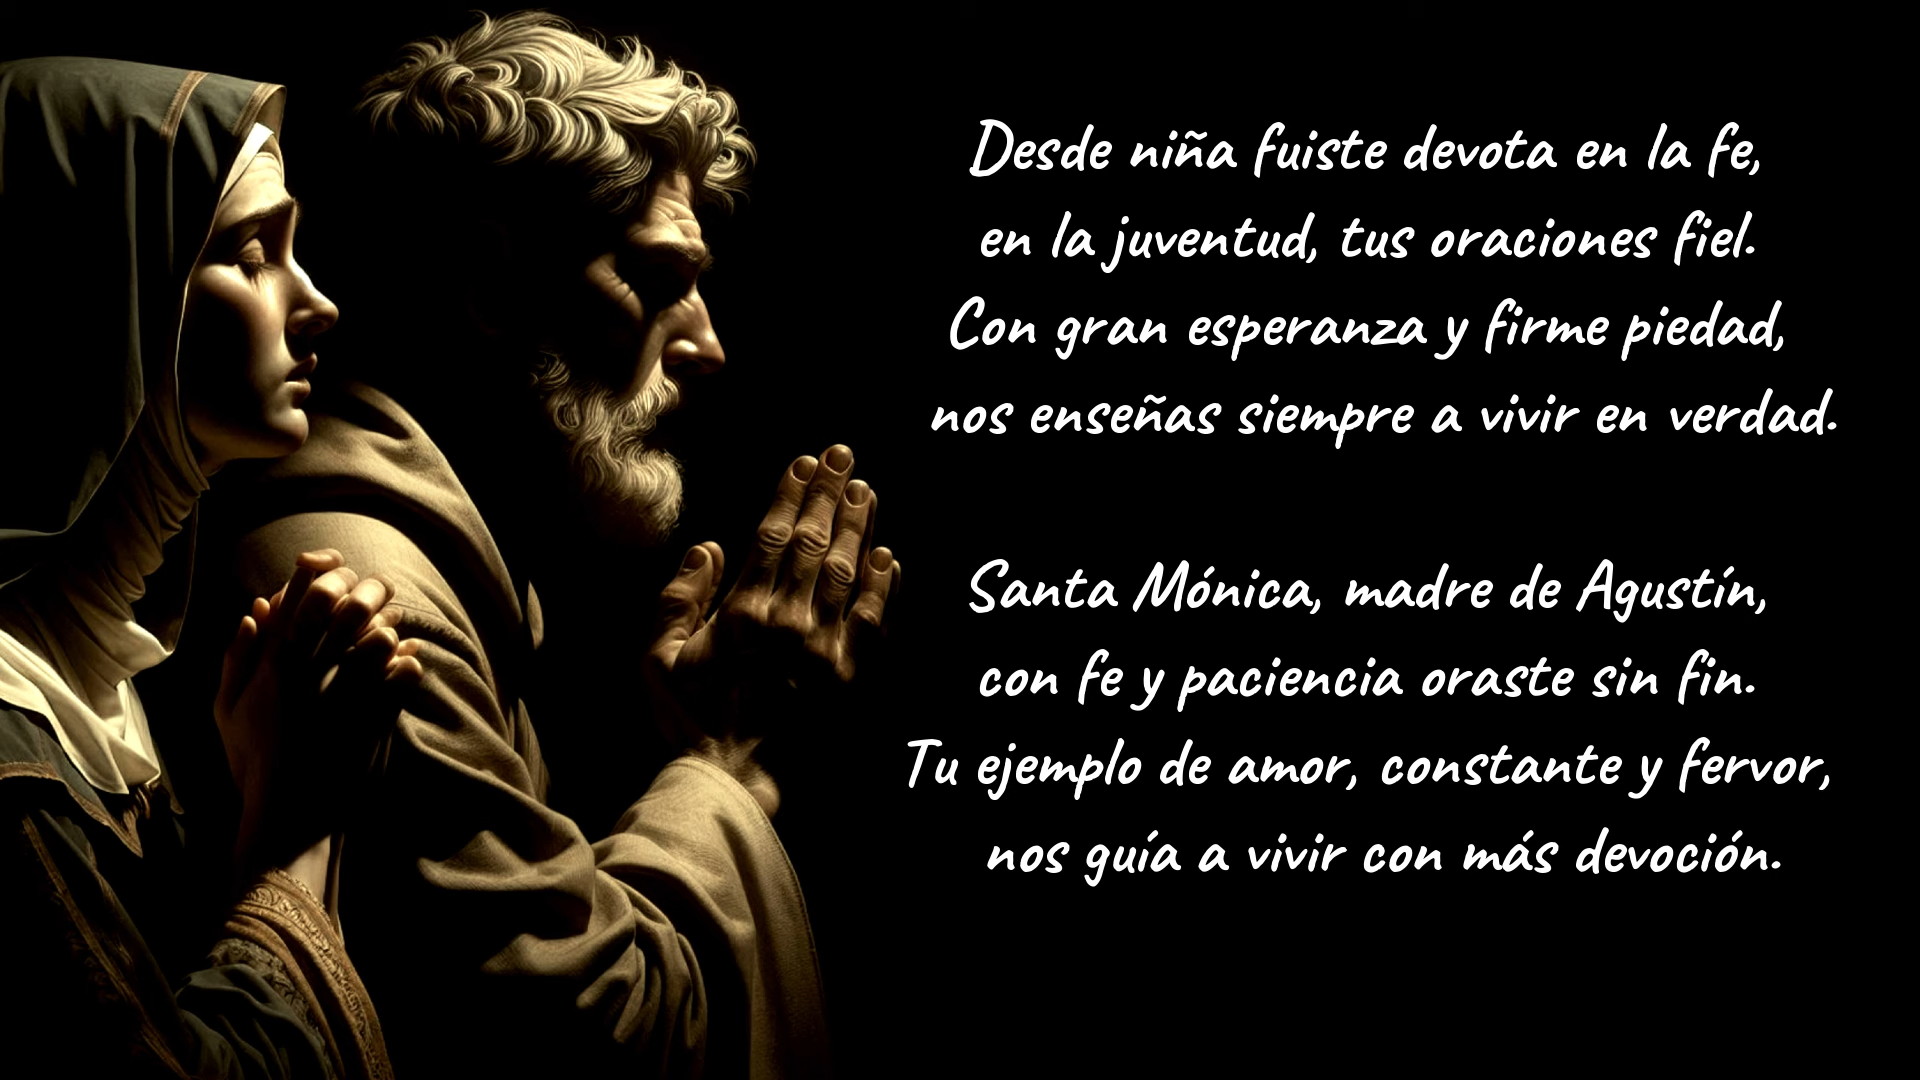 Desde niña fuiste devota en la fe,
en la juventud, tus oraciones fiel.
Con gran esperanza y firme piedad,
nos enseñas siempre a vivir en verdad.
Santa Mónica, madre de Agustín,
con fe y paciencia oraste sin fin.
Tu ejemplo de amor, constante y fervor,
nos guía a vivir con más devoción.